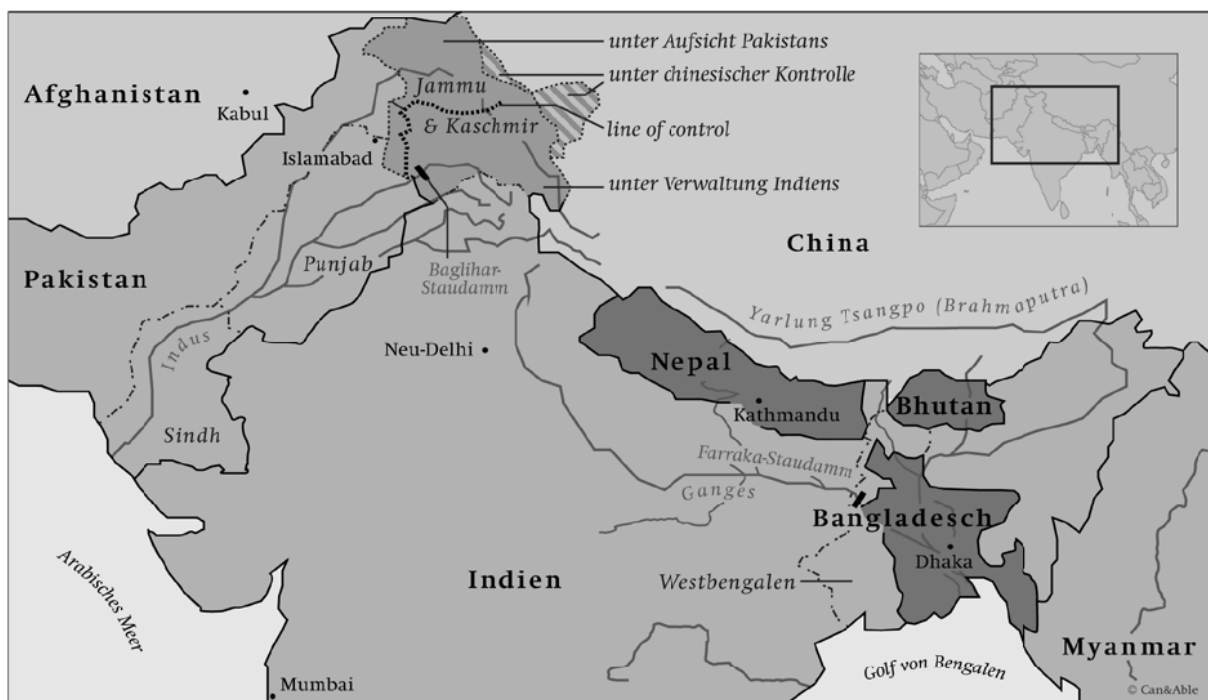 unter Aufsicht Pakistans
unter chinesischer Kontrolle
Afghanistan
Kabul
Jammu
& Kaschmir
line of control
Islamabad
unter Verwaltung Indiens
China
Pakistan
Punjab
Baglihar-
Staudamm
Yarlung Tsangpo (Brahmaputra)
Indus
Neu-Delhi
Nepal
Kathmandu
Bhutan
Sindh
Farraka-Staudamm
Ganges
Bangladesch
Dhaka
Indien
Westbengalen
Arabisches Meer
Myanmar
Golf von Bengalen
Mumbai
© Can&Able